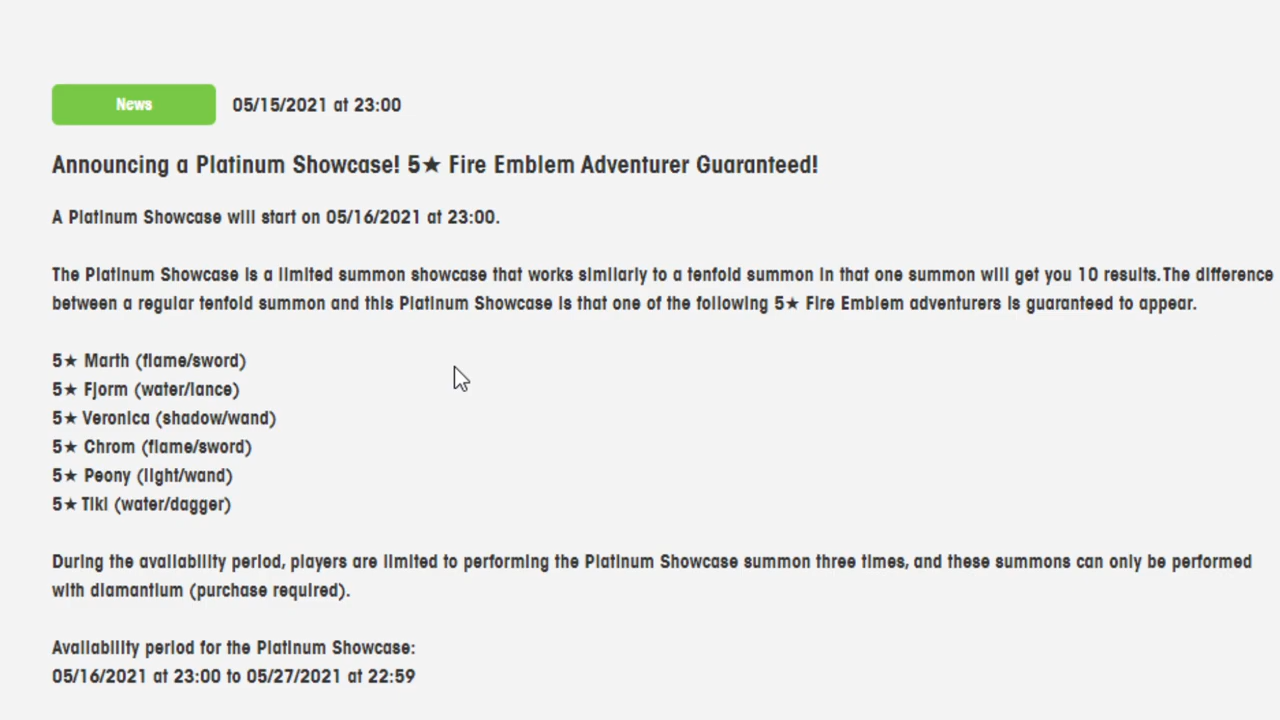 News 05/15/2021 at 23:00
Announcing a Platinum Showcase! 5★ Fire Emblem Adventurer Guaranteed!
A Platinum Showcase will start on 05/16/2021 at 23:00.
The Platinum Showcase is a limited summon showcase that works similarly to a tenfold summon in that one summon will get you 10 results. The difference
between a regular tenfold summon and this Platinum Showcase is that one of the following 5★ Fire Emblem adventurers is guaranteed to appear.
5★ Marth (flame/sword)
5★ Fjorm (water/lance)
5★ Veronica (shadow/wand)
5★ Chrom (flame/sword)
5★ Peony (light/wand)
5★ Tiki (water/dagger)
During the availability period, players are limited to performing the Platinum Showcase summon three times, and these summons can only be performed
with diamantium (purchase required).
Availability period for the Platinum Showcase:
05/16/2021 at 23:00 to 05/27/2021 at 22:59